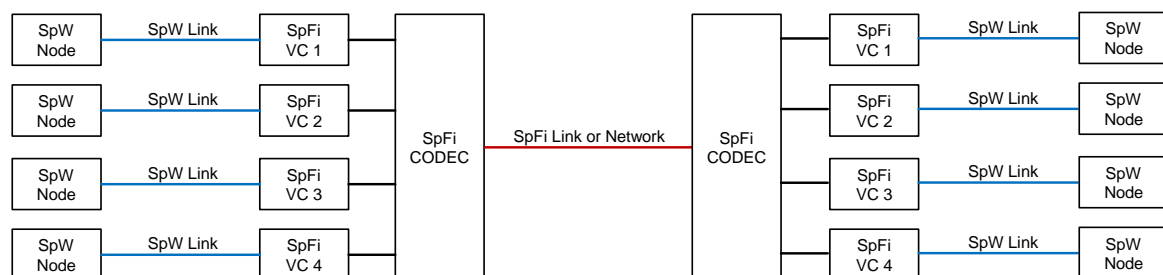 SpW
Node
SpW Link
SpFi
VC 1
SpFi
VC 1
SpW Link
SpW
Node
SpW
Node
SpW Link
SpFi
VC 2
SpFi
VC 2
SpW Link
SpW
Node
SpFi
CODEC
SpFi Link or Network
SpFi
CODEC
SpW
Node
SpW Link
SpFi
VC 3
SpFi
VC 3
SpW Link
SpW
Node
SpW
Node
SpW Link
SpFi
VC 4
SpFi
VC 4
SpW Link
SpW
Node